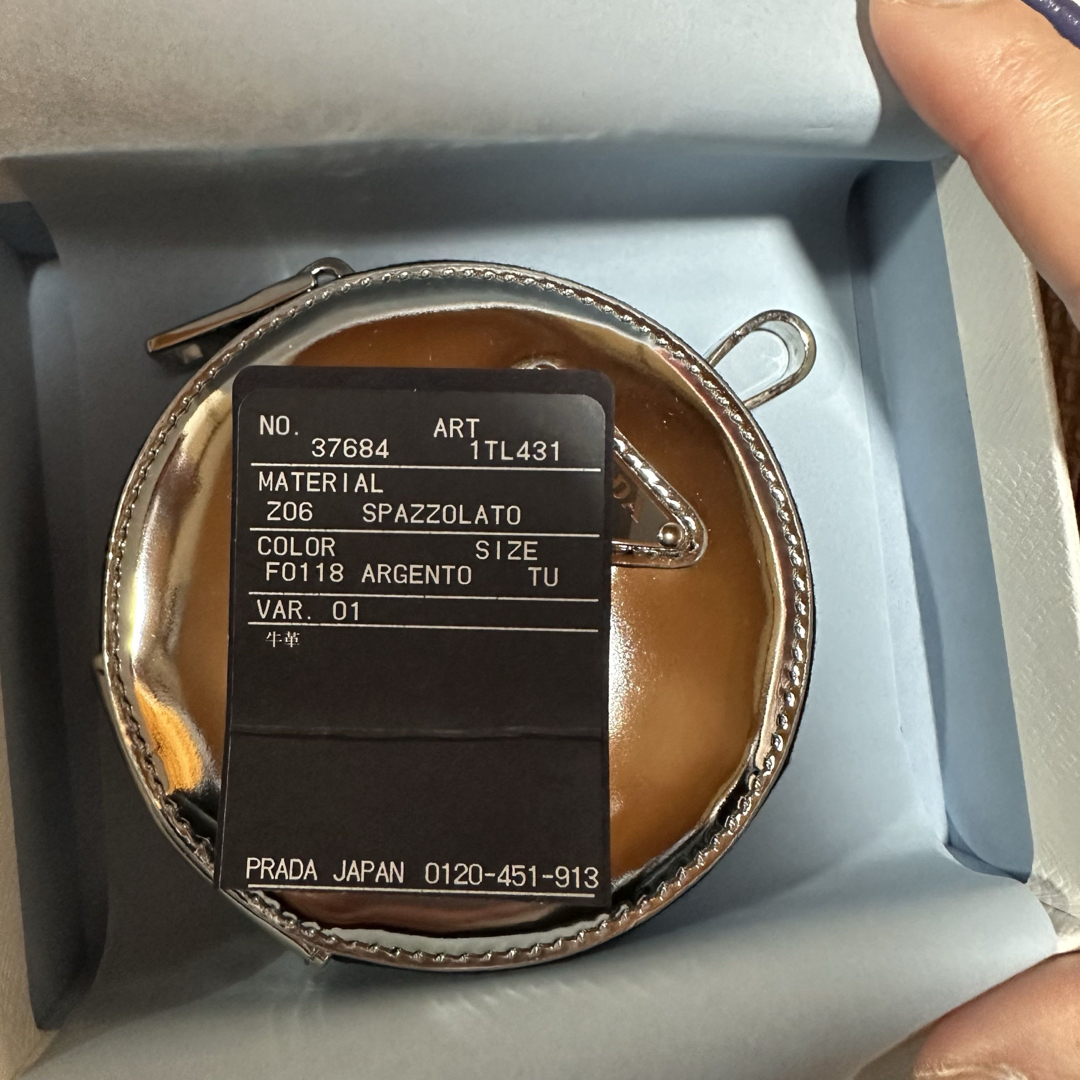 NO. ART
37684 1TL431
MATERIAL
Z06 SPAZZOLATO
COLOR SIZE
F0118 ARGENTO TU
VAR. 01
牛革
PRADA JAPAN 0120-451-913